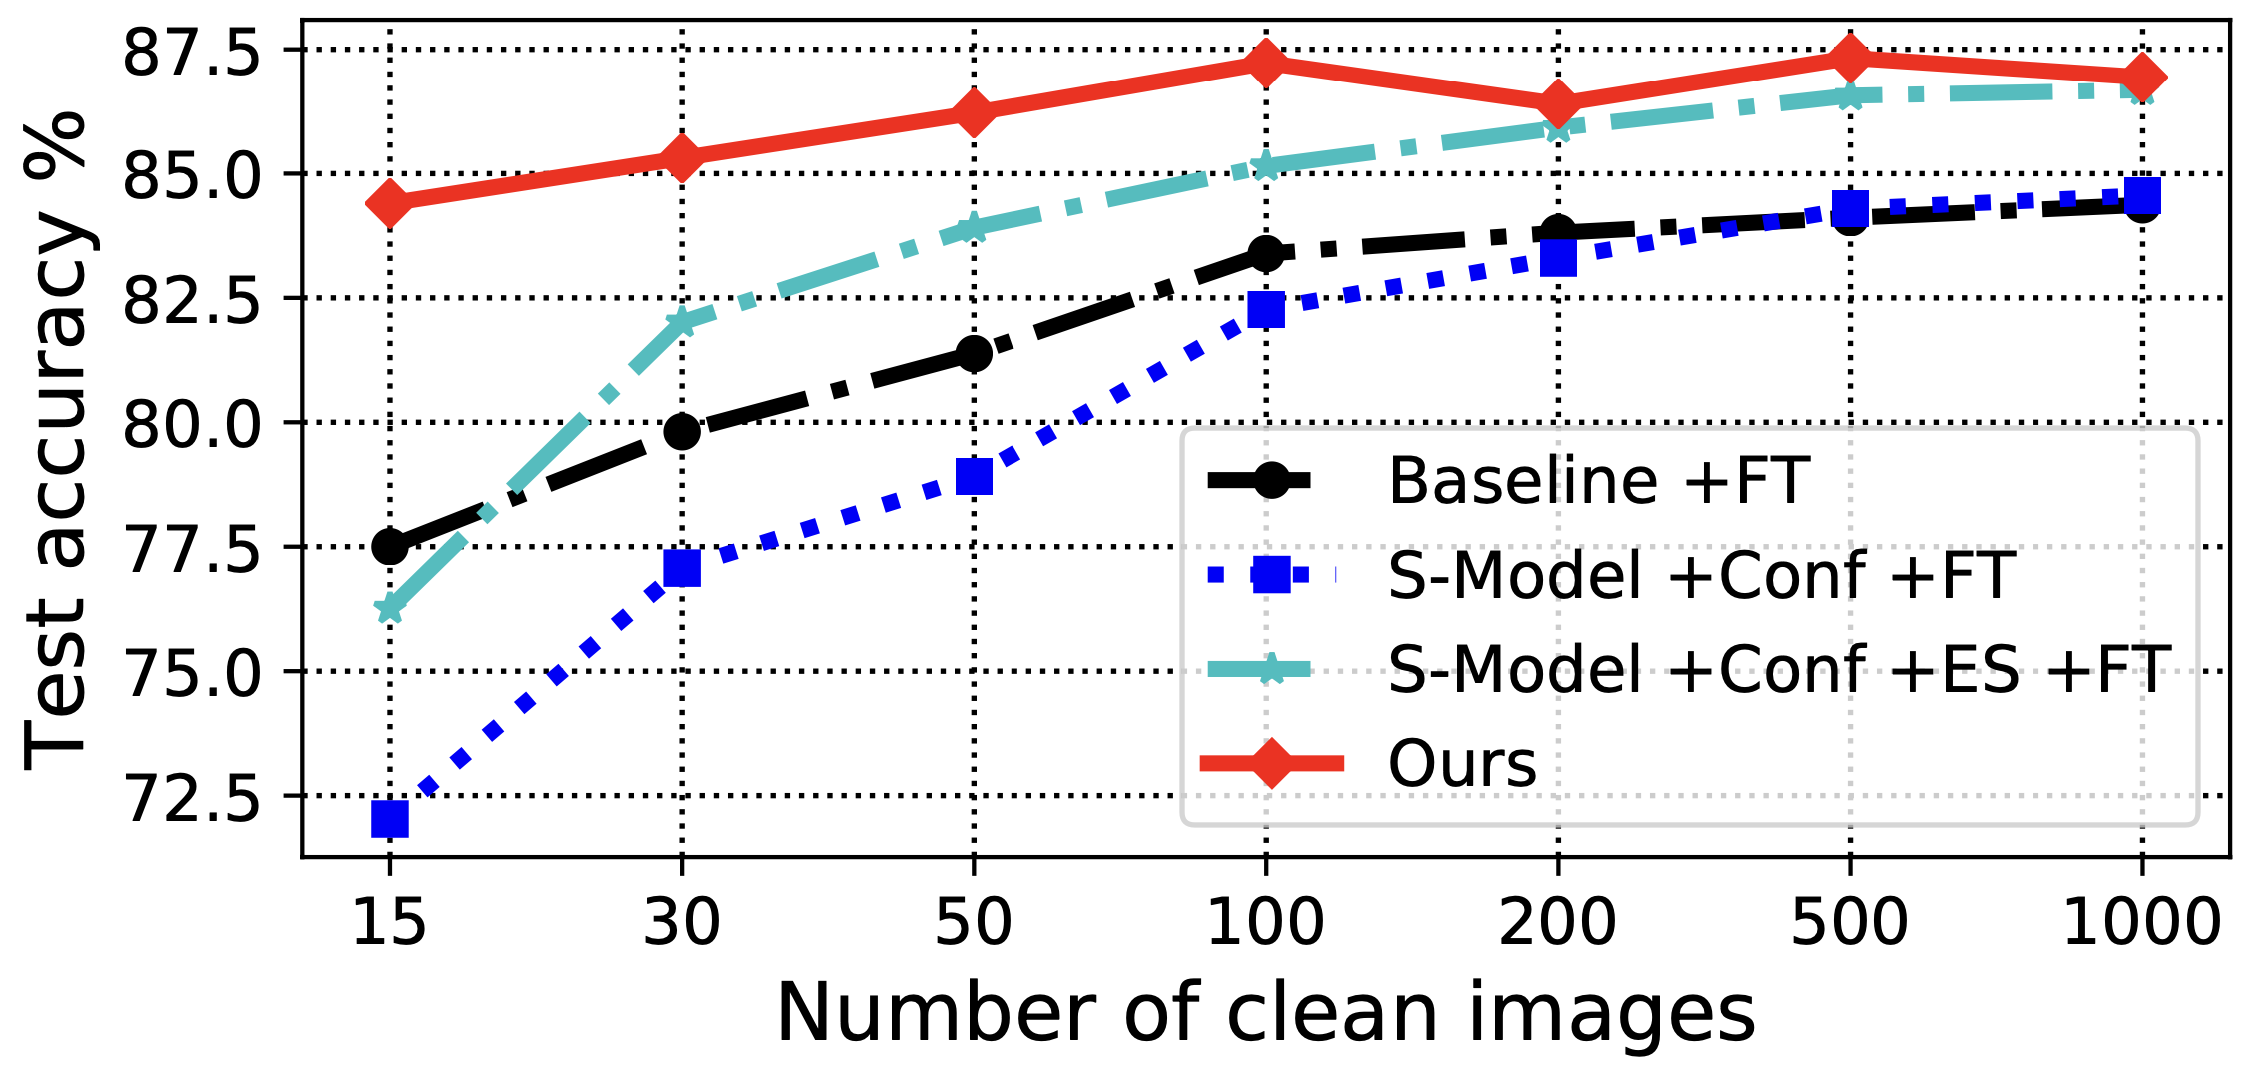 Test accuracy %
87.5
85.0
82.5
80.0
77.5
75.0
72.5
Baseline +FT
S-Model +Conf +FT
S-Model +Conf +ES +FT
Ours
15 30 50 100 200 500 1000
Number of clean images